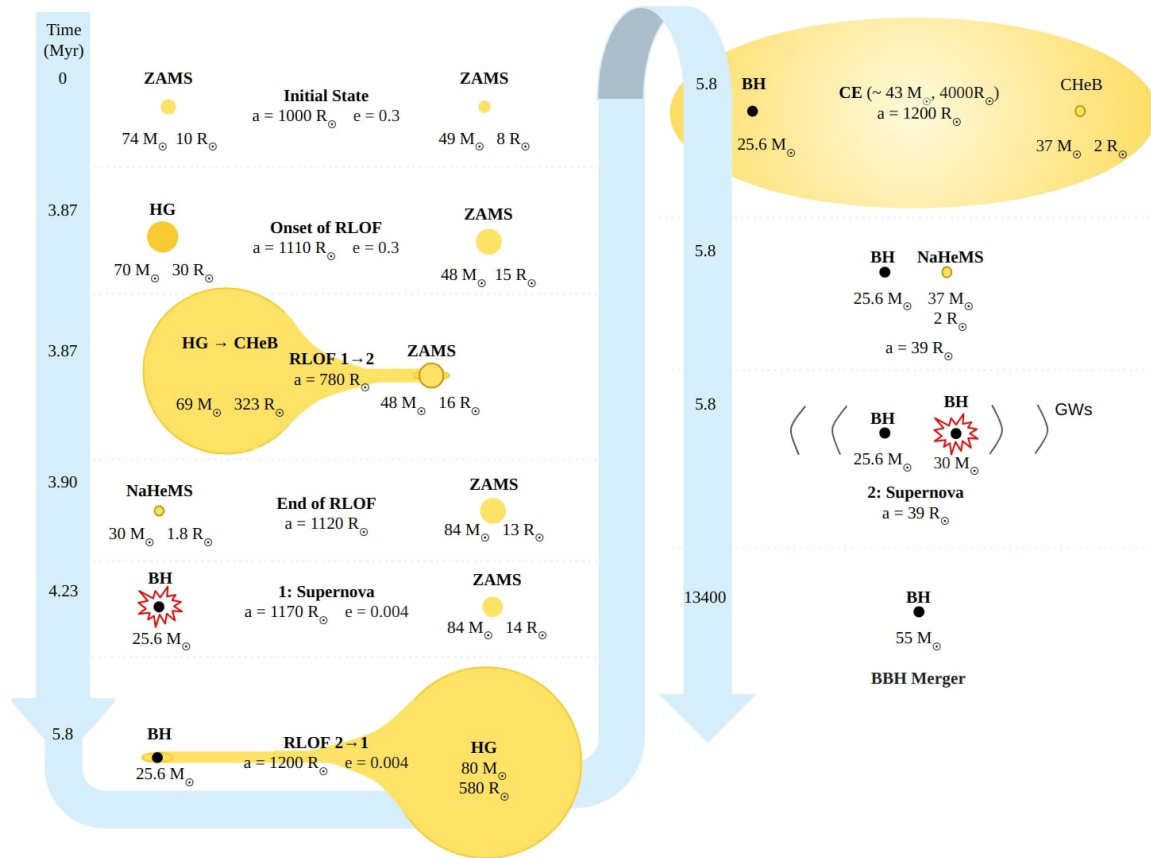 Time
(Myr)
0
ZAMS
74 M☉ 10 R☉
Initial State
a = 1000 R☉ e = 0.3
ZAMS
49 M☉ 8 R☉
3.87
HG
70 M☉ 30 R☉
Onset of RLOF
a = 1110 R☉ e = 0.3
ZAMS
48 M☉ 15 R☉
3.87
HG → CHeB
69 M☉ 323 R☉
RLOF 1→2
a = 780 R☉
ZAMS
48 M☉ 16 R☉
3.90
NaHeMS
30 M☉ 1.8 R☉
End of RLOF
a = 1120 R☉
ZAMS
84 M☉ 13 R☉
4.23
BH
25.6 M☉
1: Supernova
a = 1170 R☉ e = 0.004
ZAMS
84 M☉ 14 R☉
5.8
BH
25.6 M☉
RLOF 2→1
a = 1200 R☉ e = 0.004
HG
80 M☉
580 R☉
5.8
BH
25.6 M☉
CE (~ 43 M☉, 4000R☉)
a = 1200 R☉
CHeB
37 M☉ 2 R☉
5.8
BH
25.6 M☉
NaHeMS
37 M☉
2 R☉
a = 39 R☉
5.8
BH
25.6 M☉
BH
30 M☉
GWs
2: Supernova
a = 39 R☉
13400
BH
55 M☉
BBH Merger